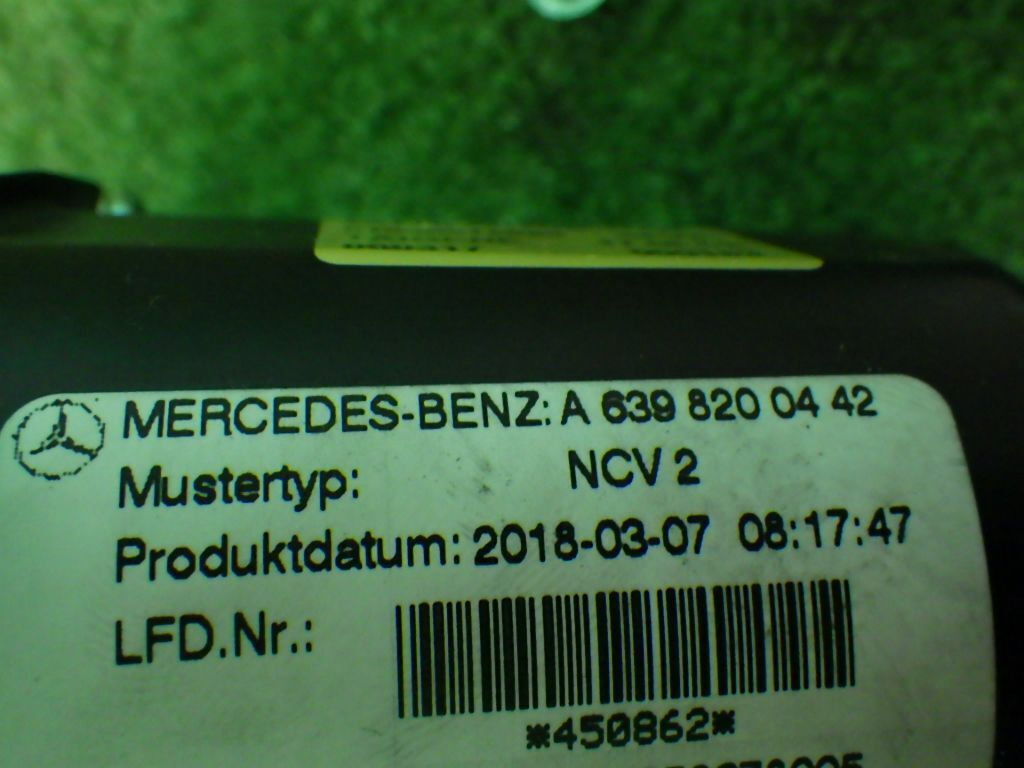 MERCEDES-BENZ: A 639 820 04 42
Mustertyp: NCV 2
Produktdatum: 2018-03-07 08:17:47
LFD.Nr.:
*450862*